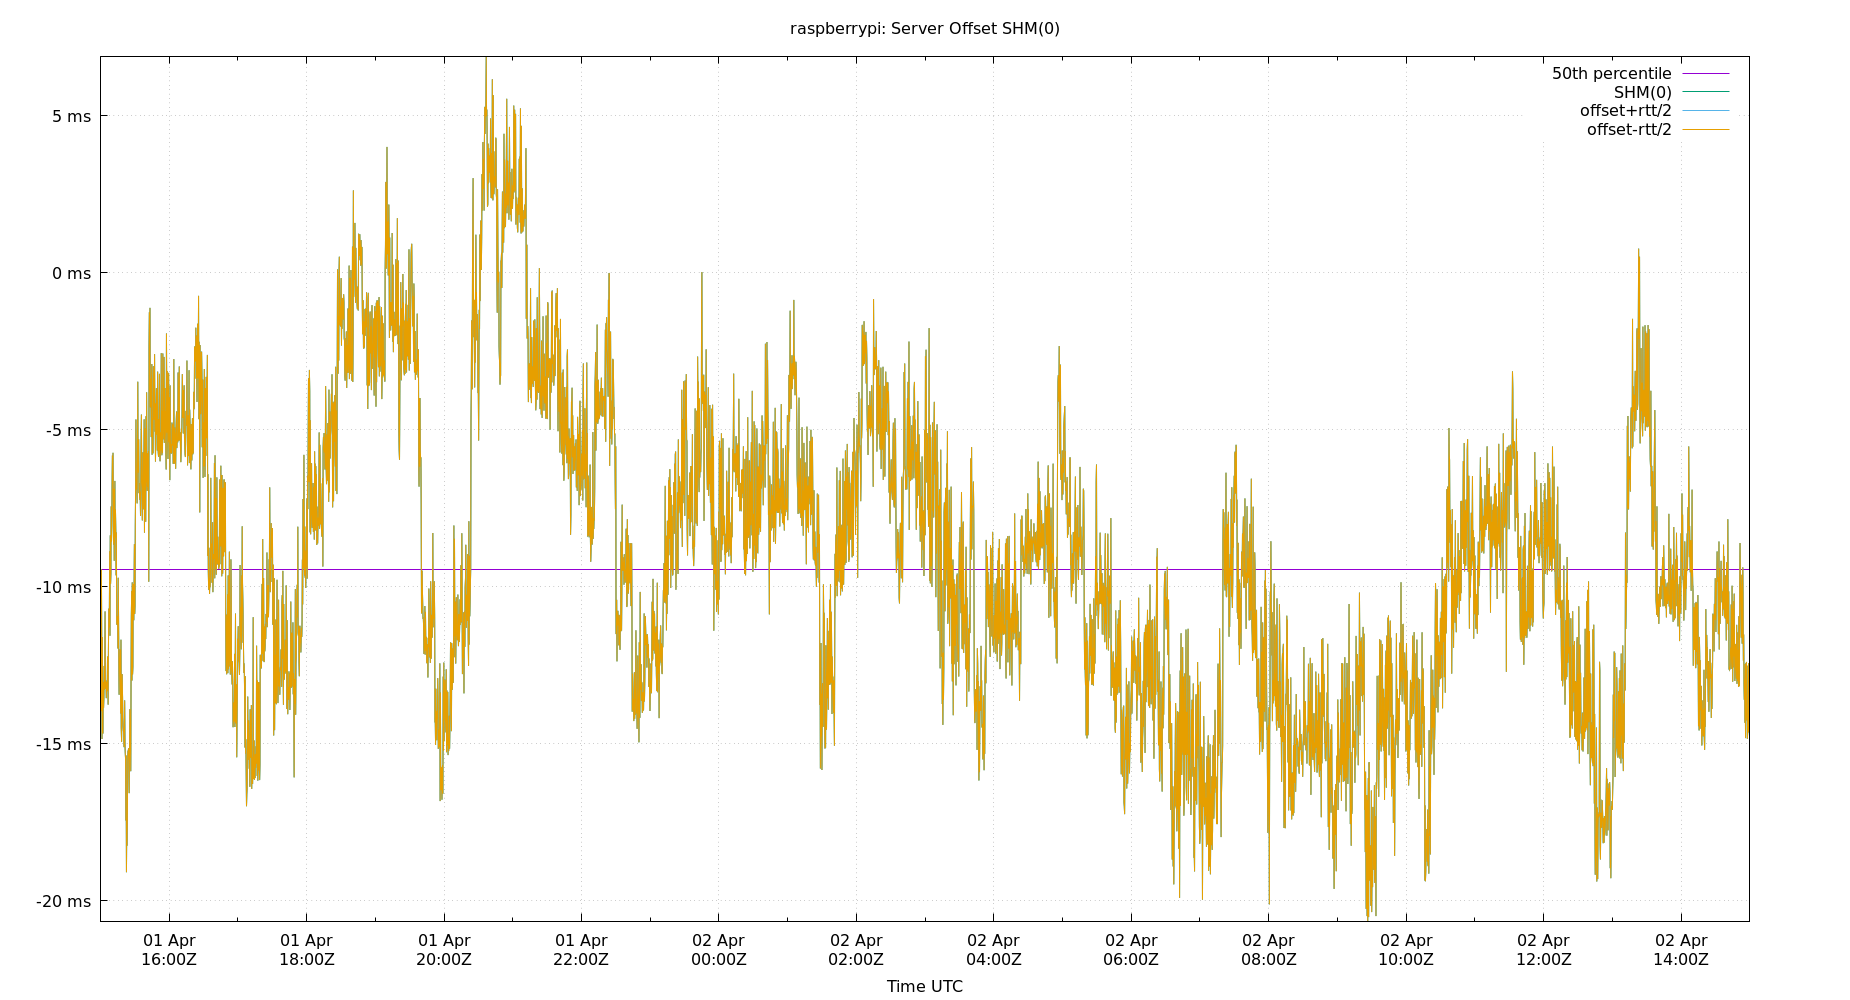 raspberrypi: Server Offset SHM(0)
50th percentile
SHM(0)
offset+rtt/2
offset-rtt/2
5 ms
0 ms
-5 ms
-10 ms
-15 ms
-20 ms
01 Apr 01 Apr 01 Apr 01 Apr 02 Apr 02 Apr 02 Apr 02 Apr 02 Apr 02 Apr 02 Apr 02 Apr
16:00Z 18:00Z 20:00Z 22:00Z 00:00Z 02:00Z 04:00Z 06:00Z 08:00Z 10:00Z 12:00Z 14:00Z
Time UTC